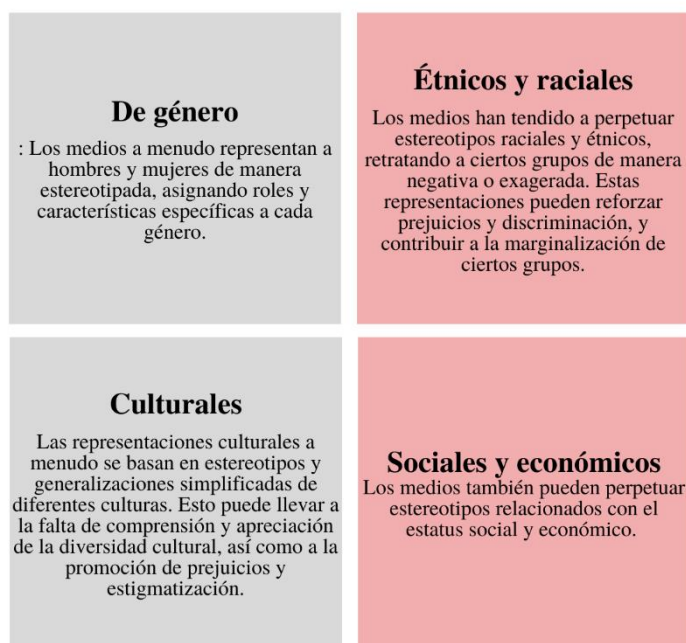 De género
: Los medios a menudo representan a
hombres y mujeres de manera
estereotipada, asignando roles y
características específicas a cada
género.
Étnicos y raciales
Los medios han tendido a perpetuar
estereotipos raciales y étnicos,
retratando a ciertos grupos de manera
negativa o exagerada. Estas
representaciones pueden reforzar
prejuicios y discriminación, y
contribuir a la marginalización de
ciertos grupos.
Culturales
Las representaciones culturales a
menudo se basan en estereotipos y
generalizaciones simplificadas de
diferentes culturas. Esto puede llevar a
la falta de comprensión y apreciación
de la diversidad cultural, así como a la
promoción de prejuicios y
estigmatización.
Sociales y económicos
Los medios también pueden perpetuar
estereotipos relacionados con el
estatus social y económico.